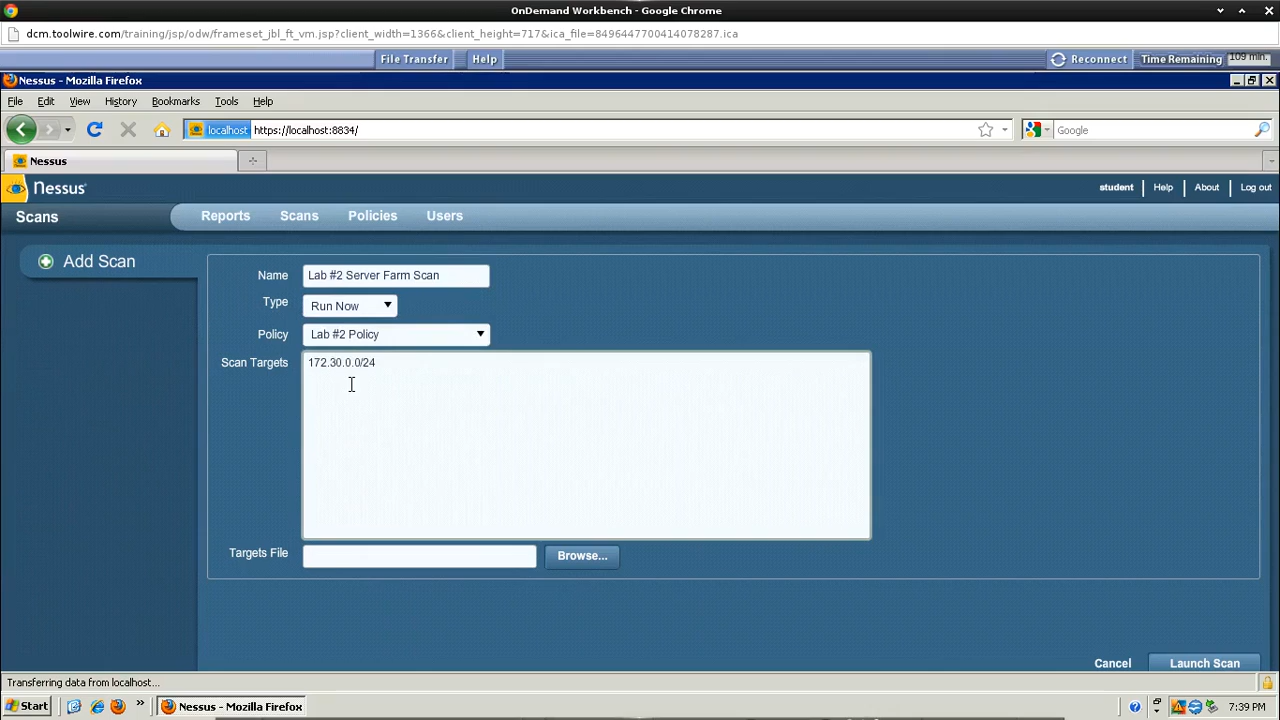 OnDemand Workbench - Google Chrome
dcm.toolwire.com/training/jsp/odw/frameset_jbl_ft_vm.jsp?client_width=1366&client_height=717&ica_file=8496447700414078287.ica
File Transfer Help Reconnect Time Remaining 109 min.
Nessus - Mozilla Firefox
File Edit View History Bookmarks Tools Help
localhost https://localhost:8834/ Google
Nessus
Nessus student Help About Log out
Scans Reports Scans Policies Users
Add Scan
Name Lab #2 Server Farm Scan
Type Run Now
Policy Lab #2 Policy
Scan Targets 172.30.0.0/24
Targets File Browse...
Cancel Launch Scan
Transferring data from localhost...
Start » Nessus - Mozilla Firefox 7:39 PM